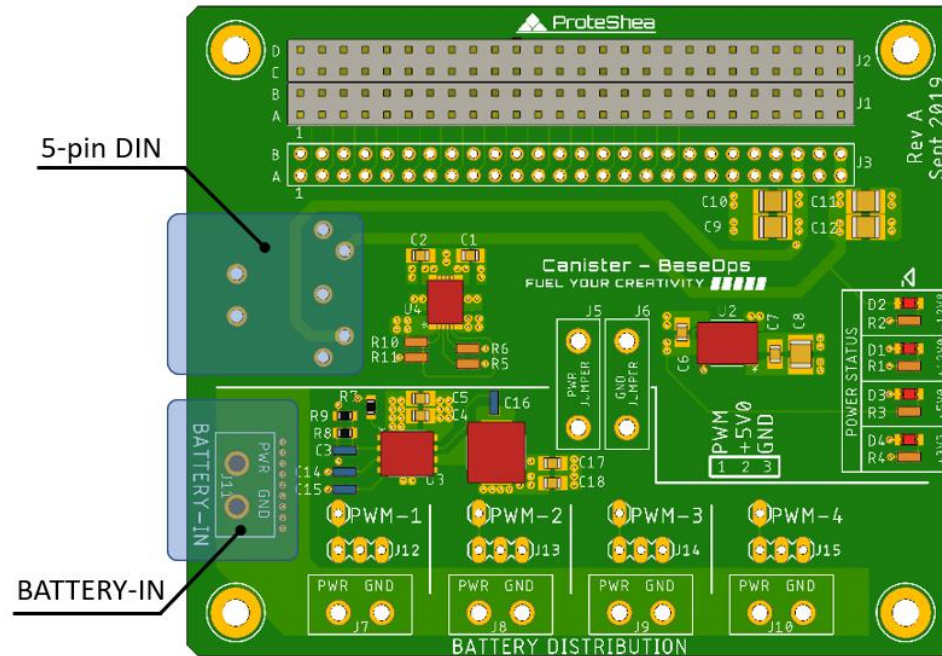 ProteShea
D
C
J2
B
A
J1
1
B
A
J3
1
Rev A
Sept 2019
5-pin DIN
C10
C11
C9
C12
C2
C1
Canister – BaseOps
FUEL YOUR CREATIVITY
U4
J5
J6
U2
C7
C8
C6
R10
R11
R6
R5
PWR
JUMPER
GND
JUMPER
POWER STATUS
D2
R2
D1
R1
D3
R3
D4
R4
R7
R9
R8
C5
C4
C16
C3
C14
C15
U3
C17
C18
PWM
+5V0
GND
1 2 3
BATTERY-IN
PWR
GND
J11
BATTERY-IN
PWM-1
PWM-2
PWM-3
PWM-4
J12
J13
J14
J15
PWR GND
PWR GND
PWR GND
PWR GND
J7
J8
J9
J10
BATTERY DISTRIBUTION